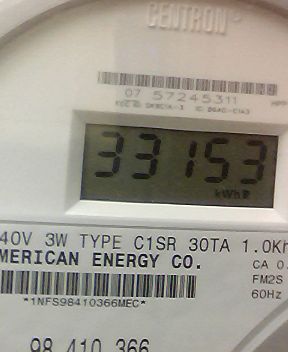 CENTRON
07 57245311
33153
kWh R
40V 3W TYPE C1SR 30TA 1.0Kh
MERICAN ENERGY CO.
CA 0.
FM2S
*1NFS98410366MEC*
60Hz
98 410 366